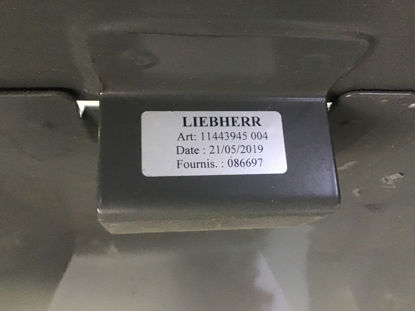 LIEBHERR
Art: 11443945 004
Date : 21/05/2019
Fournis. : 086697